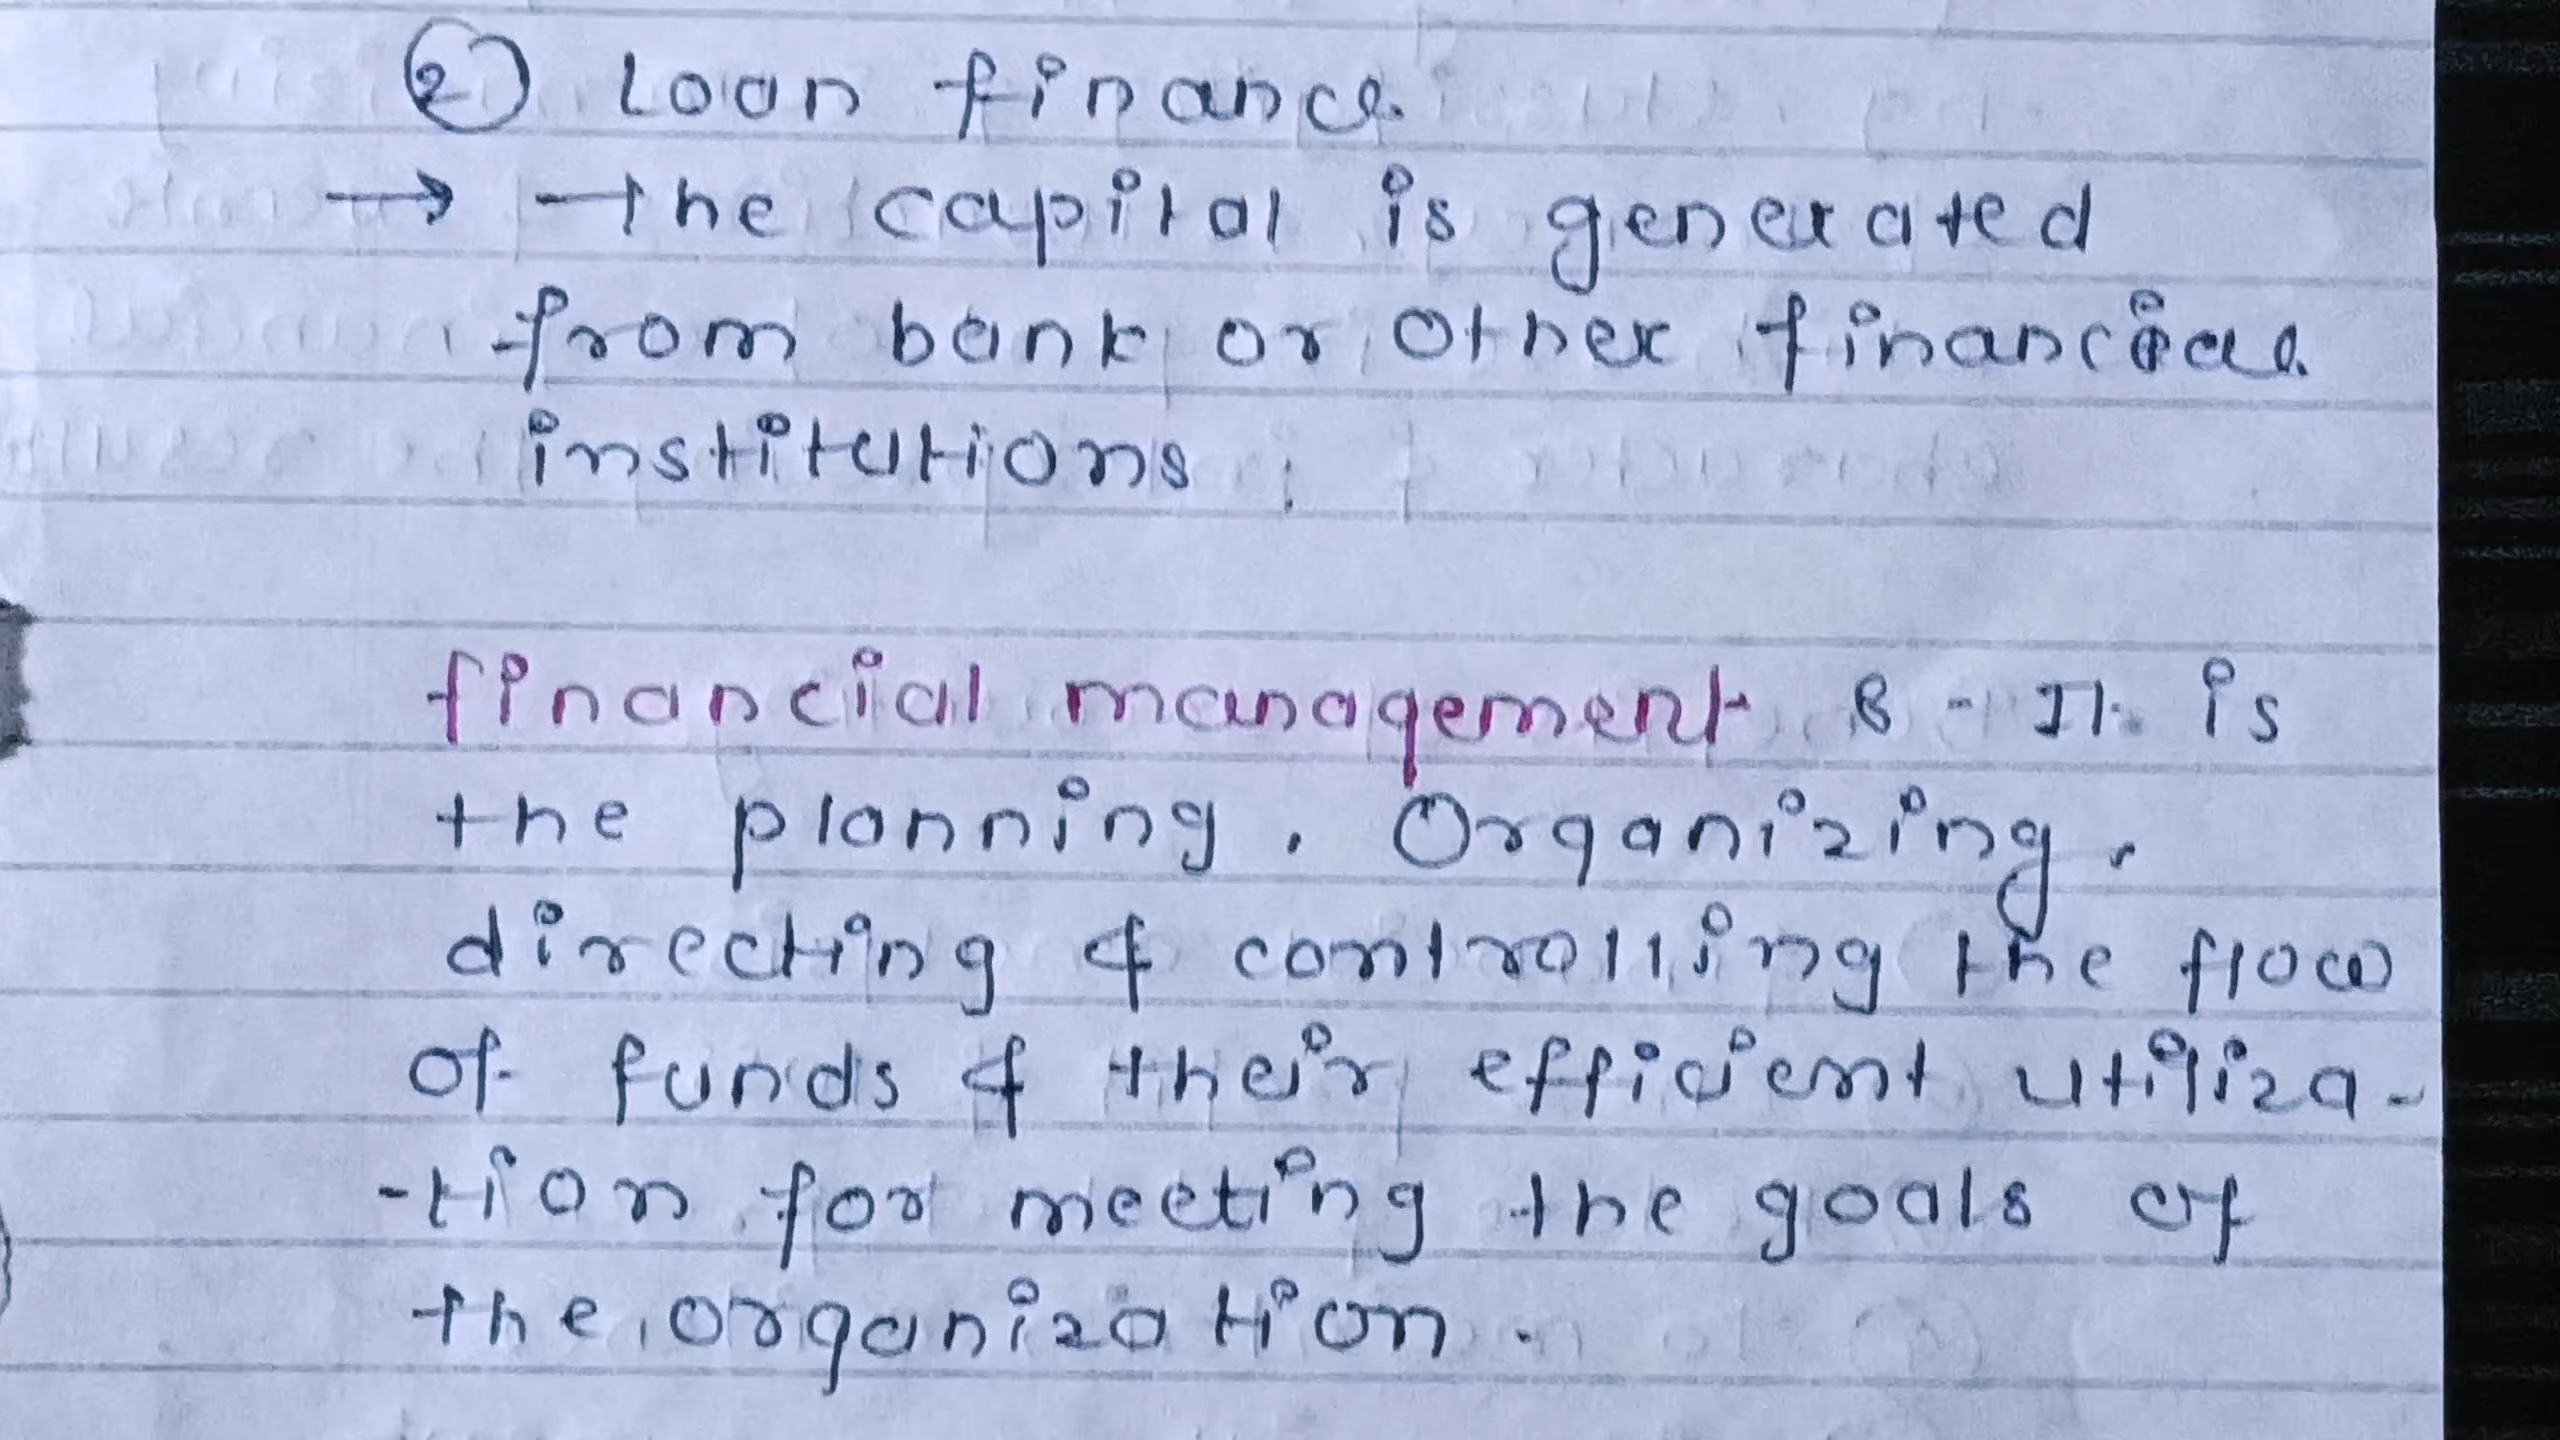 ② Loan finance.
→ The capital is generated
from bank or other financial
institutions.
financial management :- It is
the planning, Organizing,
directing & controlling the flow
of funds & their efficient utiliza-
-tion for meeting the goals of
the organization.